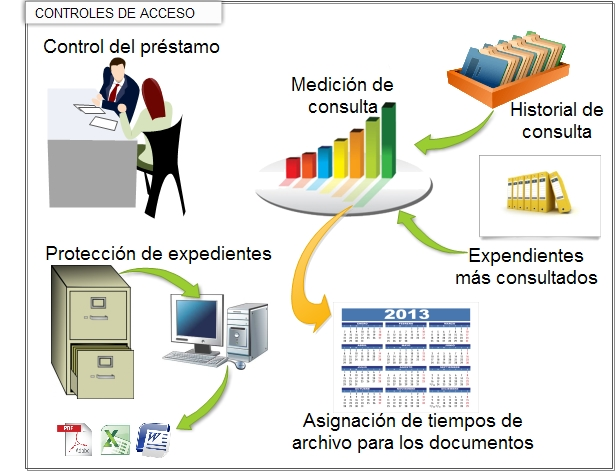 CONTROLES DE ACCESO
Control del préstamo
Medición de
consulta
Historial de
consulta
Expendientes
más consultados
Protección de expedientes
2013
PDF
Asignación de tiempos de
archivo para los documentos